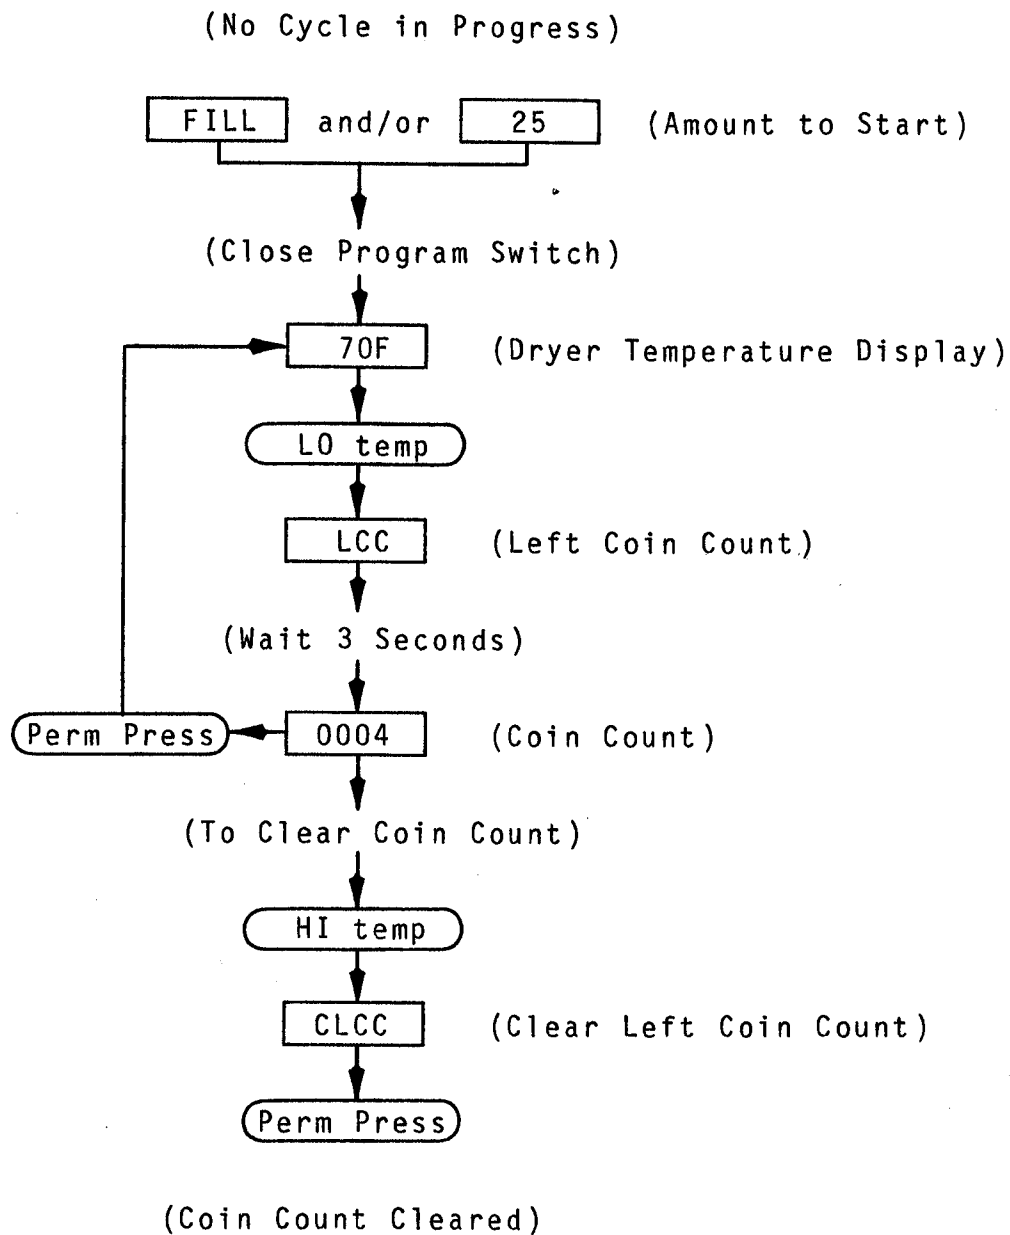 (No Cycle in Progress)
FILL and/or 25 (Amount to Start)
(Close Program Switch)
70F (Dryer Temperature Display)
LO temp
LCC (Left Coin Count)
(Wait 3 Seconds)
Perm Press 0004 (Coin Count)
(To Clear Coin Count)
HI temp
CLCC (Clear Left Coin Count)
Perm Press
(Coin Count Cleared)